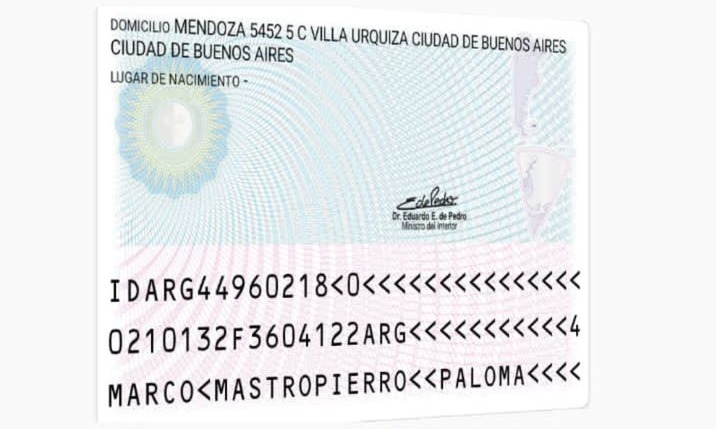 DOMICILIO MENDOZA 5452 5 C VILLA URQUIZA CIUDAD DE BUENOS AIRES
CIUDAD DE BUENOS AIRES
LUGAR DE NACIMIENTO -
Dr. Eduardo E. de Pedro
Ministro del Interior
IDARG44960218<0<<<<<<<<<<<<<<<
0210132F3604122ARG<<<<<<<<<<<4
MARCO<MASTROPIERRO<<PALOMA<<<<